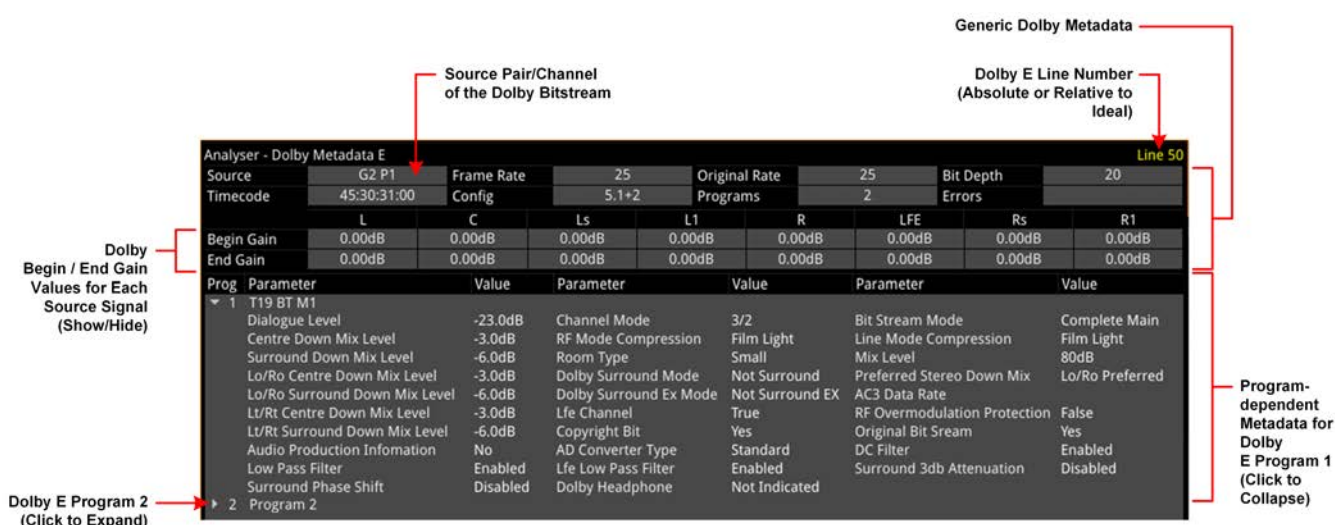 Generic Dolby Metadata
Source Pair/Channel
of the Dolby Bitstream
Dolby E Line Number
(Absolute or Relative to
Ideal)
Analyser - Dolby Metadata E Line 50
Source G2 P1 Frame Rate 25 Original Rate 25 Bit Depth 20
Timecode 45:30:31:00 Config 5.1+2 Programs 2 Errors
L C Ls L1 R LFE Rs R1
Begin Gain 0.00dB 0.00dB 0.00dB 0.00dB 0.00dB 0.00dB 0.00dB 0.00dB
End Gain 0.00dB 0.00dB 0.00dB 0.00dB 0.00dB 0.00dB 0.00dB 0.00dB
Dolby
Begin / End Gain
Values for Each
Source Signal
(Show/Hide)
Prog Parameter Value Parameter Value Parameter Value
1 T19 BT M1
Dialogue Level -23.0dB Channel Mode 3/2 Bit Stream Mode Complete Main
Centre Down Mix Level -3.0dB RF Mode Compression Film Light Line Mode Compression Film Light
Surround Down Mix Level -6.0dB Room Type Small Mix Level 80dB
Lo/Ro Centre Down Mix Level -3.0dB Dolby Surround Mode Not Surround Preferred Stereo Down Mix Lo/Ro Preferred
Lo/Ro Surround Down Mix Level -6.0dB Dolby Surround Ex Mode Not Surround EX AC3 Data Rate
Lt/Rt Centre Down Mix Level -3.0dB Lfe Channel True RF Overmodulation Protection False
Lt/Rt Surround Down Mix Level -6.0dB Copyright Bit Yes Original Bit Sream Yes
Audio Production Infomation No AD Converter Type Standard DC Filter Enabled
Low Pass Filter Enabled Lfe Low Pass Filter Enabled Surround 3db Attenuation Disabled
Surround Phase Shift Disabled Dolby Headphone Not Indicated
2 Program 2
Program-
dependent
Metadata for
Dolby
E Program 1
(Click to
Collapse)
Dolby E Program 2
(Click to Expand)